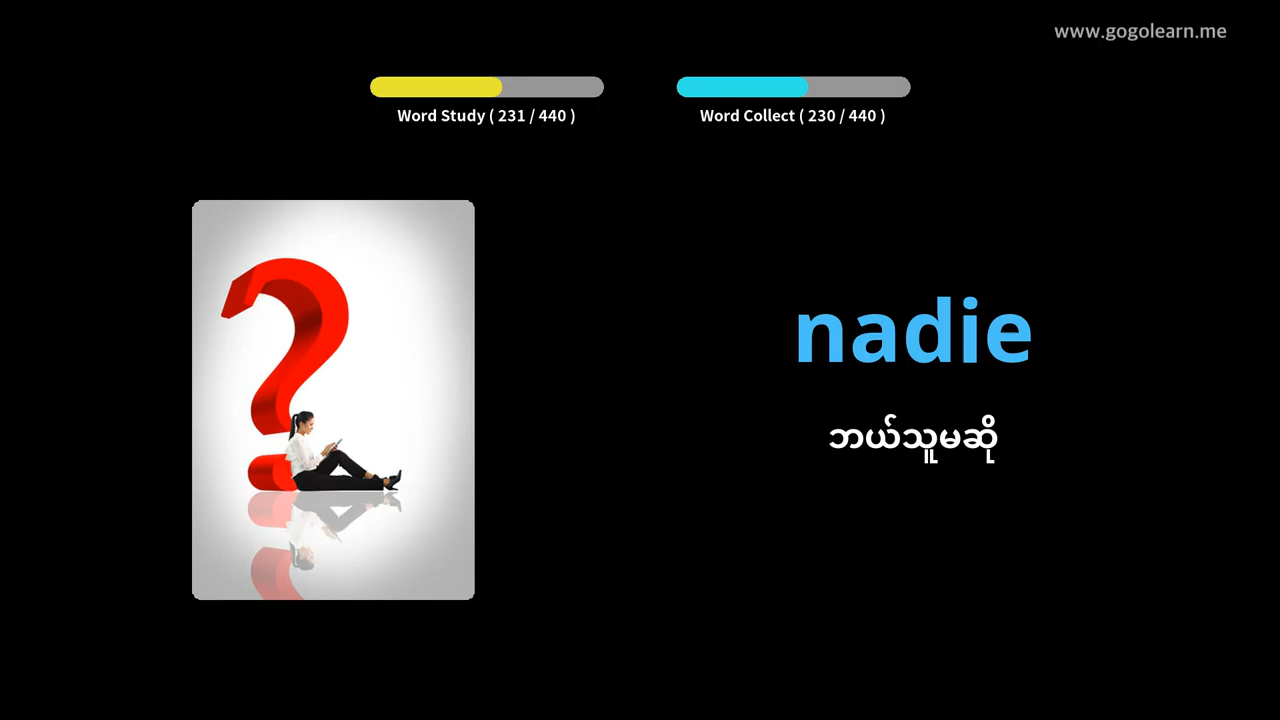 www.gogolearn.me
Word Study ( 231 / 440 )
Word Collect ( 230 / 440 )
nadie
ဘယ်သူမဆို